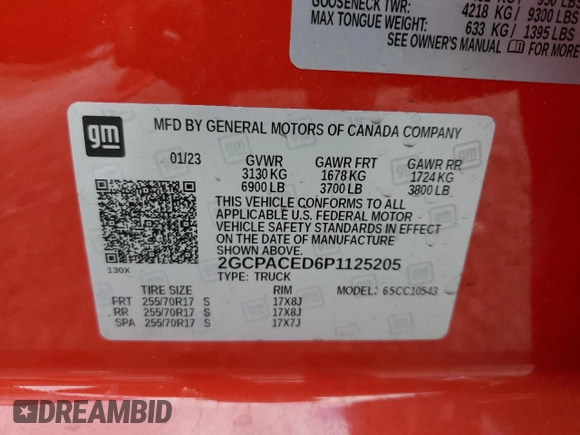 GOOSENECK TWR: 4218 KG / 9300 LBS
MAX TONGUE WEIGHT: 633 KG / 1395 LBS
SEE OWNER'S MANUAL FOR MORE
gm
MFD BY GENERAL MOTORS OF CANADA COMPANY
01/23 GVWR GAWR FRT GAWR RR
3130 KG 1678 KG 1724 KG
6900 LB 3700 LB 3800 LB
THIS VEHICLE CONFORMS TO ALL
APPLICABLE U.S. FEDERAL MOTOR
VEHICLE SAFETY STANDARDS IN EFFECT
ON THE DATE OF MANUFACTURE
SHOWN ABOVE.
2GCPACED6P1125205
TYPE: TRUCK
130X
TIRE SIZE RIM MODEL: 65CC10543
FRT 255/70R17 S 17X8J
RR 255/70R17 S 17X8J
SPA 255/70R17 S 17X7J
DREAMBID